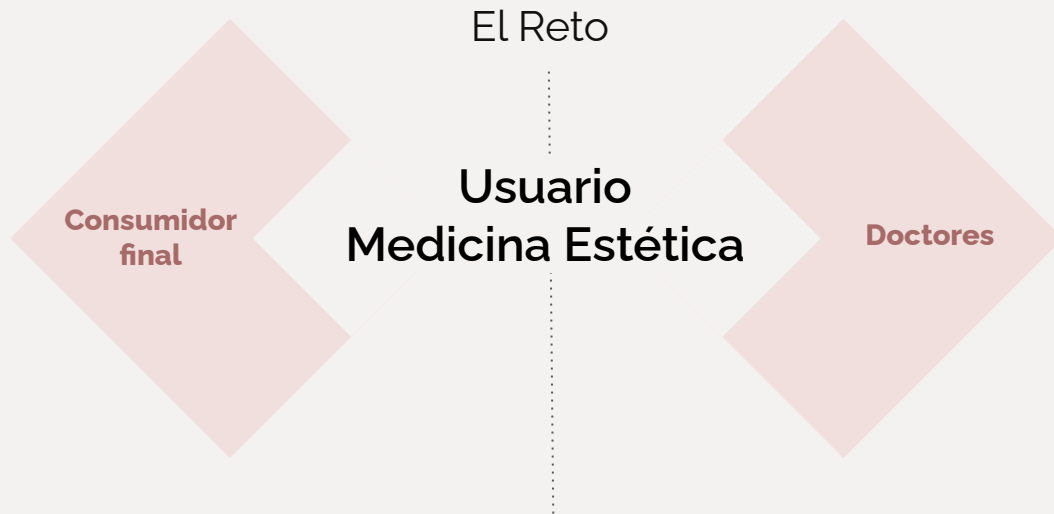 El Reto
Usuario
Medicina Estética
Consumidor
final
Doctores